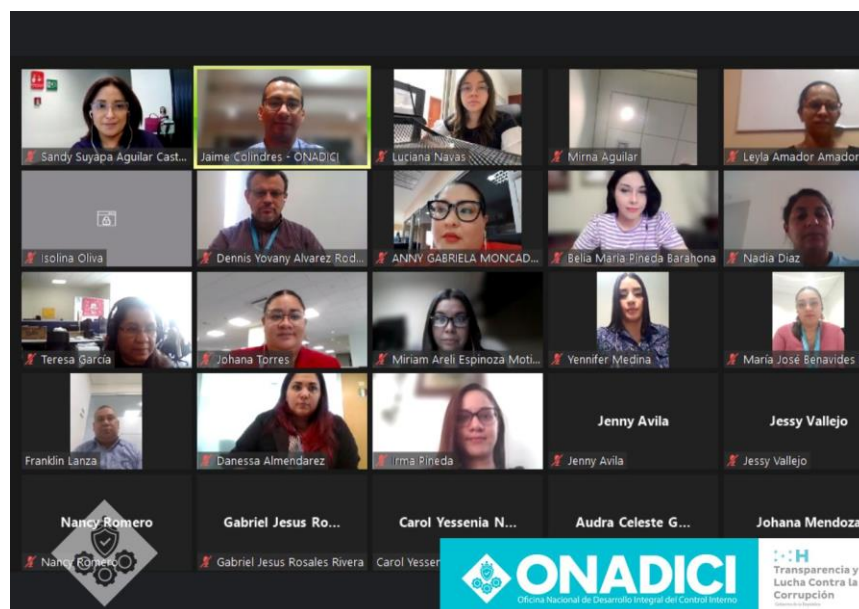 Sandy Suyapa Aguilar Cast...
Jaime Colindres - ONADICI
Luciana Navas
Mirna Aguilar
Leyla Amador Amador
Isolina Oliva
Dennis Yovany Alvarez Rod...
ANNY GABRIELA MONCAD...
Belia María Pineda Barahona
Nadia Diaz
Teresa García
Johana Torres
Miriam Areli Espinoza Moti...
Yennifer Medina
María José Benavides
Franklin Lanza
Danessa Almendarez
Irma Pineda
Jenny Avila
Jenny Avila
Jessy Vallejo
Jessy Vallejo
Nancy Romero
Gabriel Jesus Ro...
Carol Yessenia N...
Audra Celeste G...
Johana Mendoza
Nancy Romero
Gabriel Jesus Rosales Rivera
Carol Yesser
ONADICI
Oficina Nacional de Desarrollo Integral del Control Interno
H
Transparencia y
Lucha Contra la
Corrupción